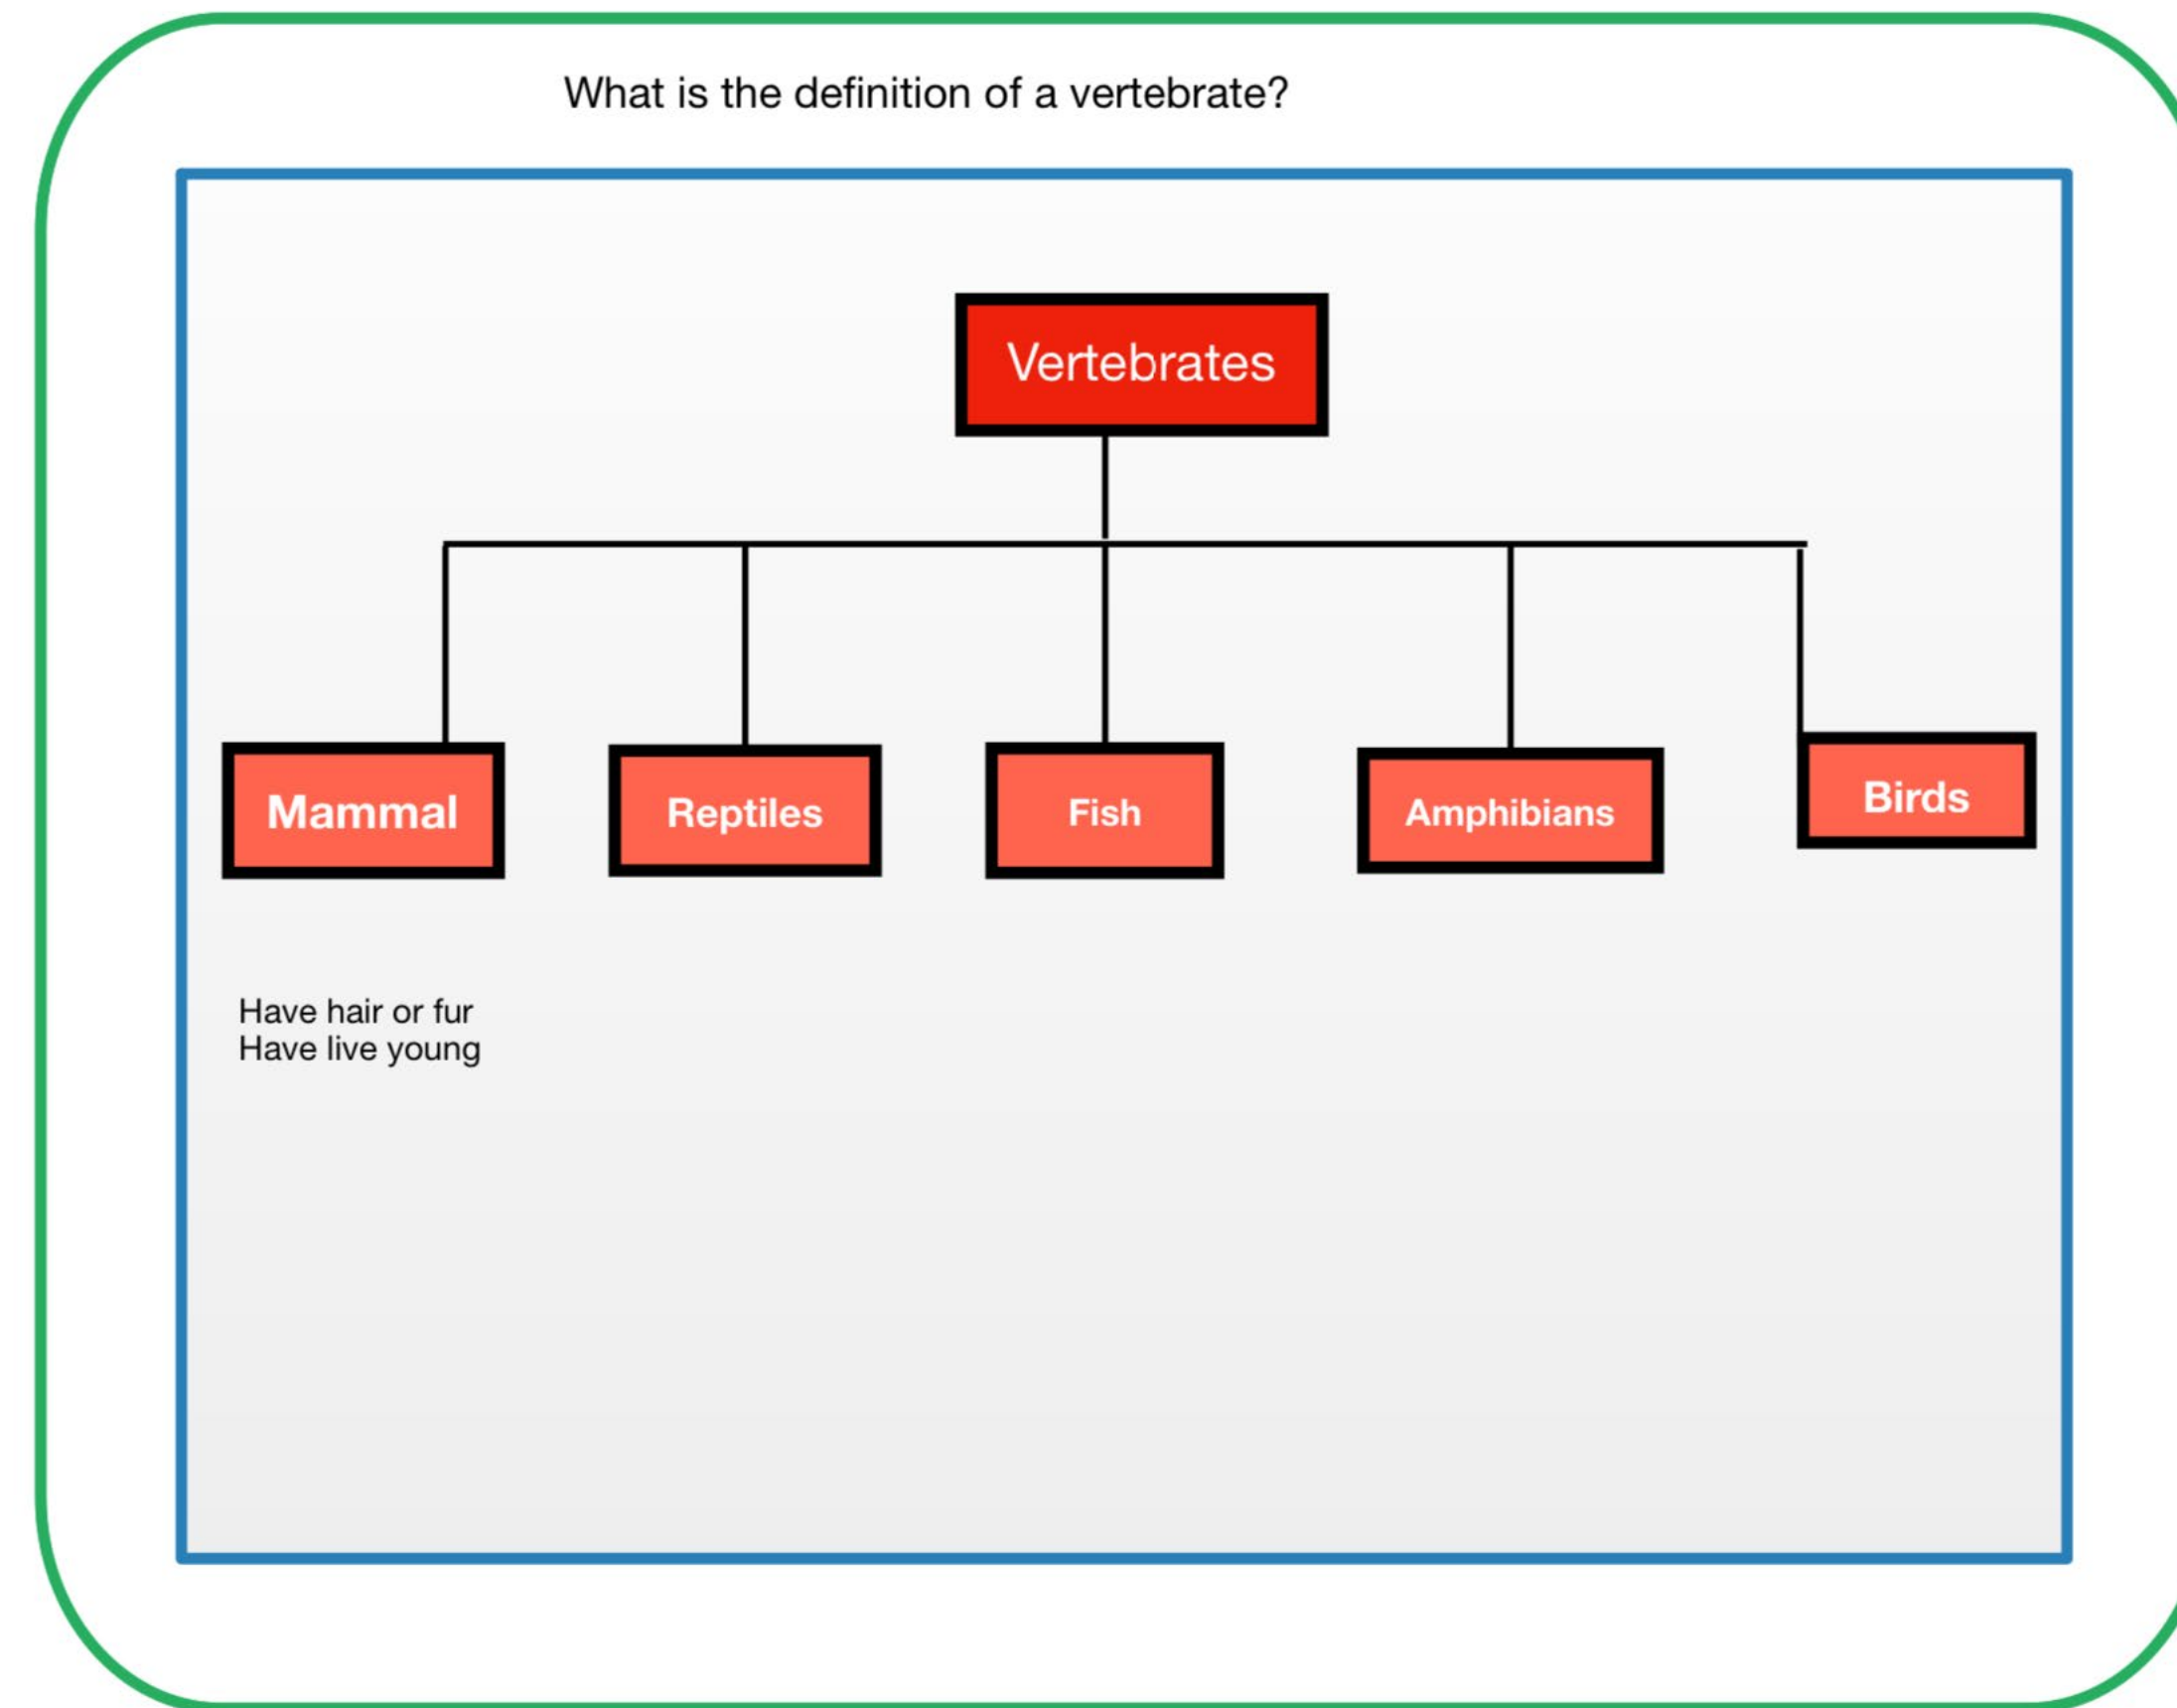 What is the definition of a vertebrate?
Vertebrates
Mammal
Reptiles
Fish
Amphibians
Birds
Have hair or fur
Have live young